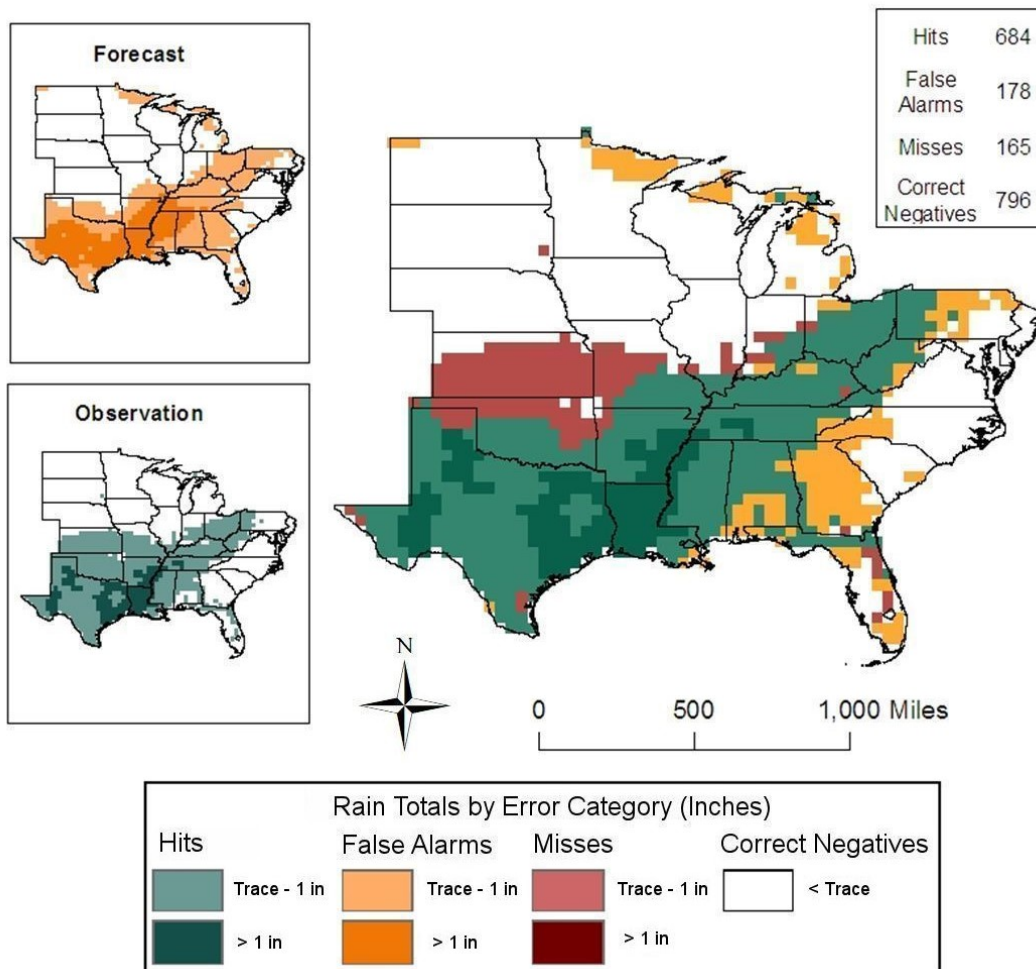 Forecast
Hits 684
False
Alarms 178
Misses 165
Correct
Negatives 796
Observation
N
0 500 1,000 Miles
Rain Totals by Error Category (Inches)
Hits False Alarms Misses Correct Negatives
Trace - 1 in Trace - 1 in Trace - 1 in < Trace
> 1 in > 1 in > 1 in